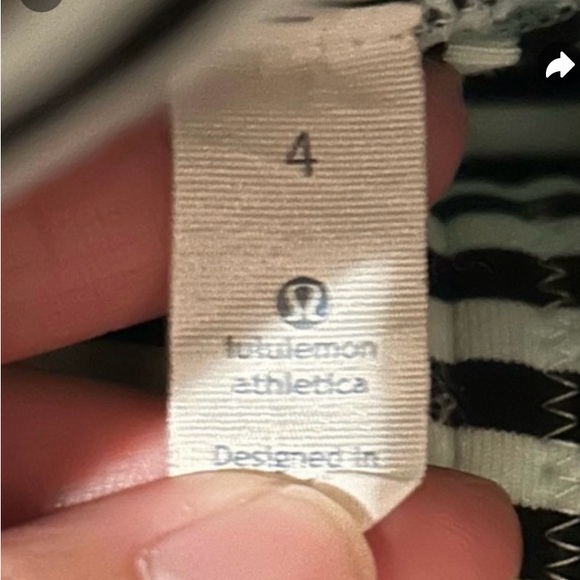 4
lululemon
athletica
Designed in